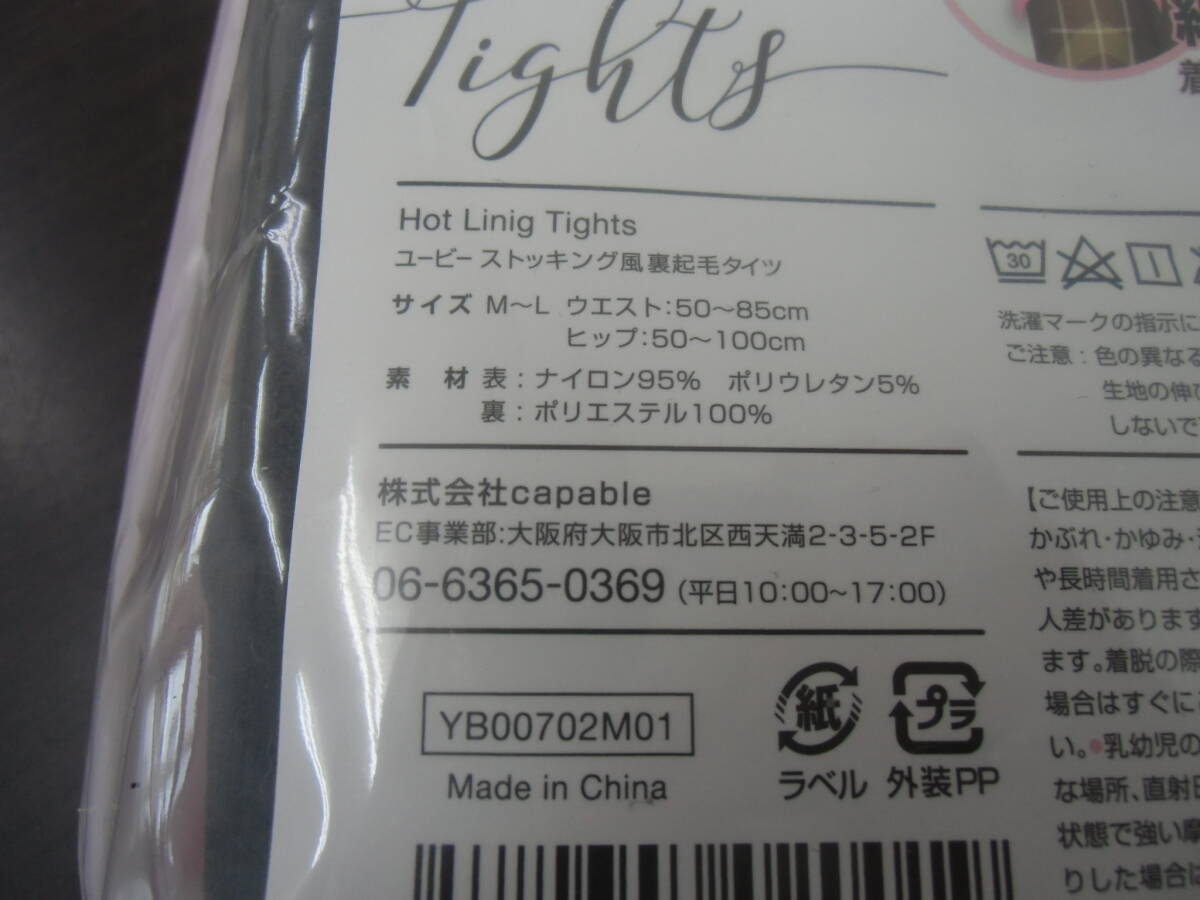 Tights
Hot Linig Tights
ユービー ストッキング風裏起毛タイツ
サイズ M～L ウエスト:50～85cm
ヒップ:50～100cm
素 材 表:ナイロン95% ポリウレタン5%
裏:ポリエステル100%
株式会社capable
EC事業部:大阪府大阪市北区西天満2-3-5-2F
06-6365-0369 (平日10:00～17:00)
YB00702M01
Made in China
紙
ラベル
プラ
外装PP
着
30
洗濯マークの指示に
ご注意:色の異なる
生地の伸び
しないで
【ご使用上の注意
かぶれ・かゆみ・
や長時間着用さ
人差があります
ます。着脱の際
場合はすぐに
い。●乳幼児の
な場所、直射日
状態で強い摩
りした場合は